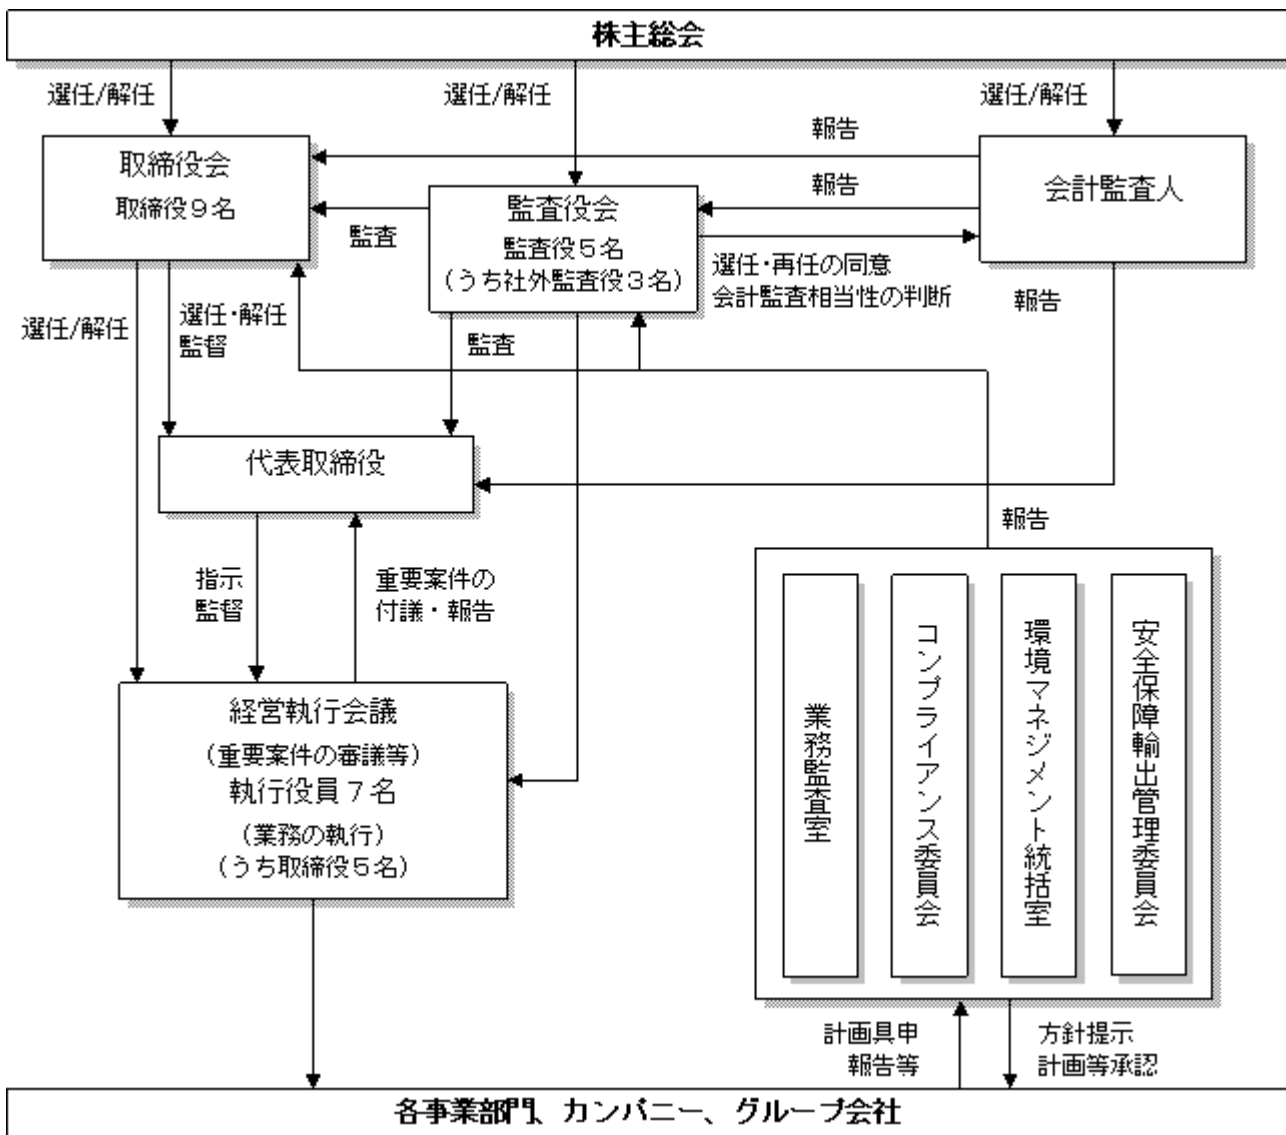 株主総会
選任/解任
選任/解任
選任/解任
取締役会
取締役９名
報告
会計監査人
監査役会
監査役５名
(うち社外監査役３名)
報告
監査
選任・再任の同意
会計監査相当性の判断
報告
選任/解任
選任・解任
監督
監査
代表取締役
報告
指示
監督
重要案件の
付議・報告
経営執行会議
(重要案件の審議等)
執行役員７名
(業務の執行)
(うち取締役５名)
業務監査室
コンプライアンス委員会
環境マネジメント統括室
安全保障輸出管理委員会
計画具申
報告等
方針提示
計画等承認
各事業部門、カンパニー、グループ会社